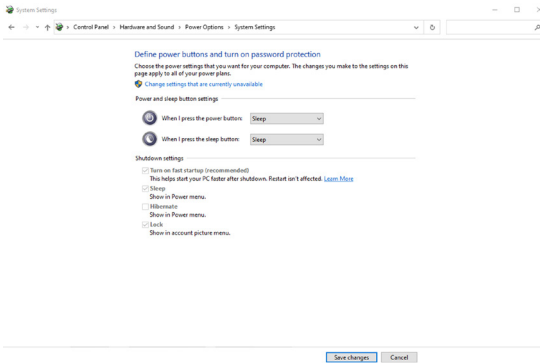 System Settings
Control Panel > Hardware and Sound > Power Options > System Settings
Define power buttons and turn on password protection
Choose the power settings that you want for your computer. The changes you make to the settings on this
page apply to all of your power plans.
Change settings that are currently unavailable
Power and sleep button settings
When I press the power button: Sleep
When I press the sleep button: Sleep
Shutdown settings
Turn on fast startup (recommended)
This helps start your PC faster after shutdown. Restart isn't affected. Learn More
Sleep
Show in Power menu.
Hibernate
Show in Power menu.
Lock
Show in account picture menu.
Save changes Cancel